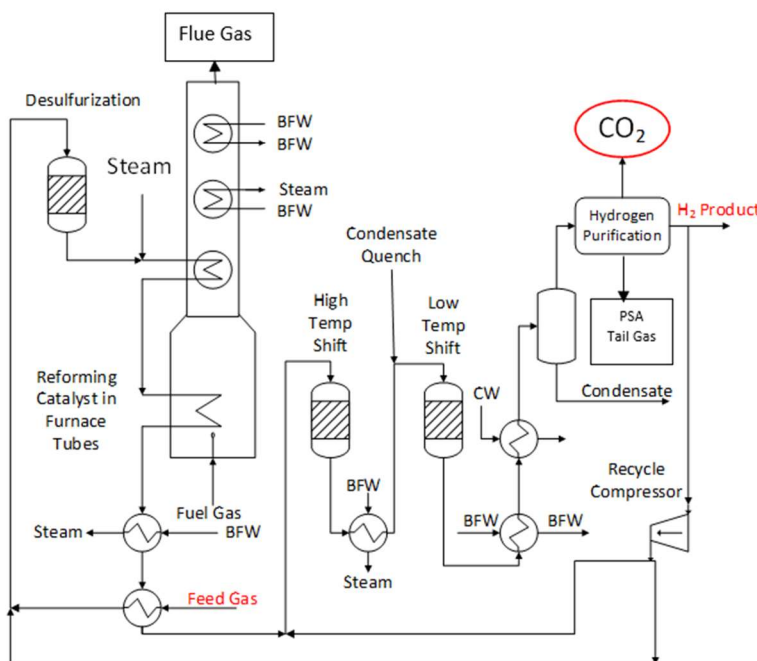 Flue Gas
Desulfurization
BFW
BFW
CO2
Steam
Steam
BFW
Hydrogen
Purification
H2 Product
Condensate
Quench
High
Temp
Shift
Low
Temp
Shift
PSA
Tail Gas
Reforming
Catalyst in
Furnace
Tubes
CW
Condensate
Recycle
Compressor
BFW
Fuel Gas
Steam
BFW
BFW
BFW
Steam
Feed Gas